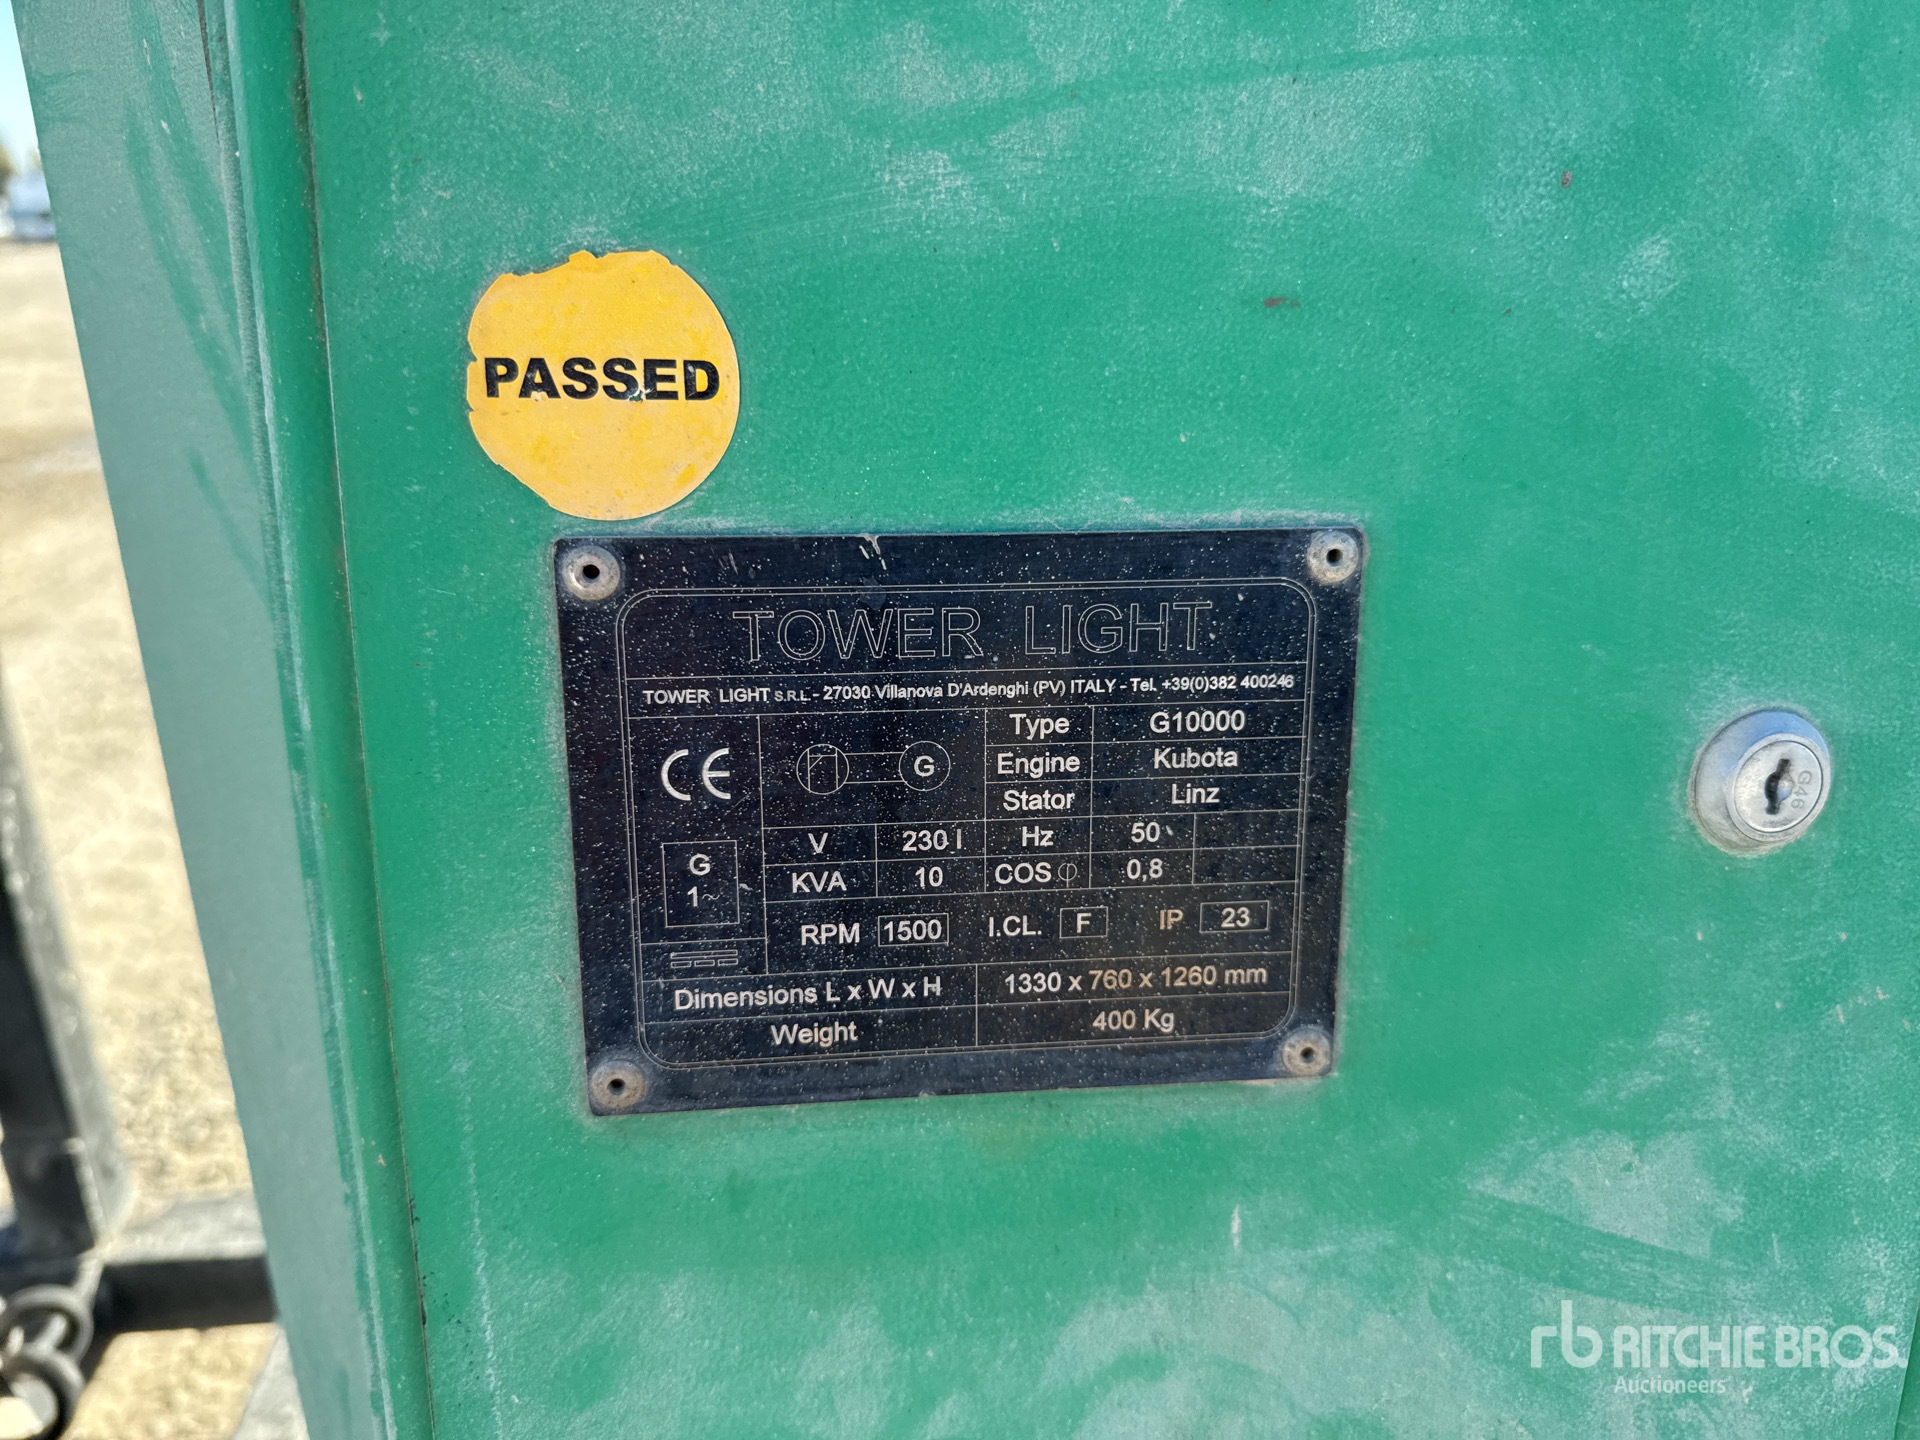 PASSED
TOWER LIGHT
TOWER LIGHT S.R.L. - 27030 Villanova D'Ardenghi (PV) ITALY - Tel. +39(0)382 400246
CE
G
Type G10000
Engine Kubota
Stator Linz
V 230 I Hz 50
KVA 10 COS φ 0,8
G
1~
RPM 1500 I.CL. F IP 23
Dimensions L x W x H 1330 x 760 x 1260 mm
Weight 400 Kg
G46
rb RITCHIE BROS.
Auctioneers